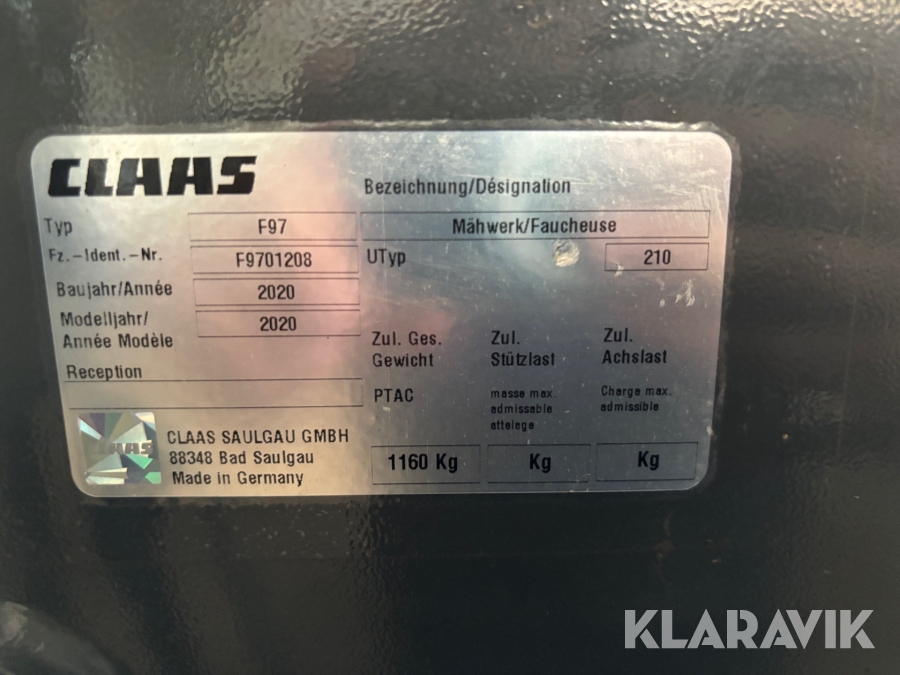 CLAAS
Bezeichnung/Désignation
Typ F97 Mähwerk/Faucheuse
Fz.-Ident.-Nr. F9701208 UTyp 210
Baujahr/Année 2020
Modelljahr/ 2020
Année Modèle
Reception
Zul. Ges. Zul. Zul.
Gewicht Stützlast Achslast
PTAC masse max. Charge max.
admissable admissible
attelage
1160 Kg Kg Kg
CLAAS
CLAAS SAULGAU GMBH
88348 Bad Saulgau
Made in Germany
KLARAVIK